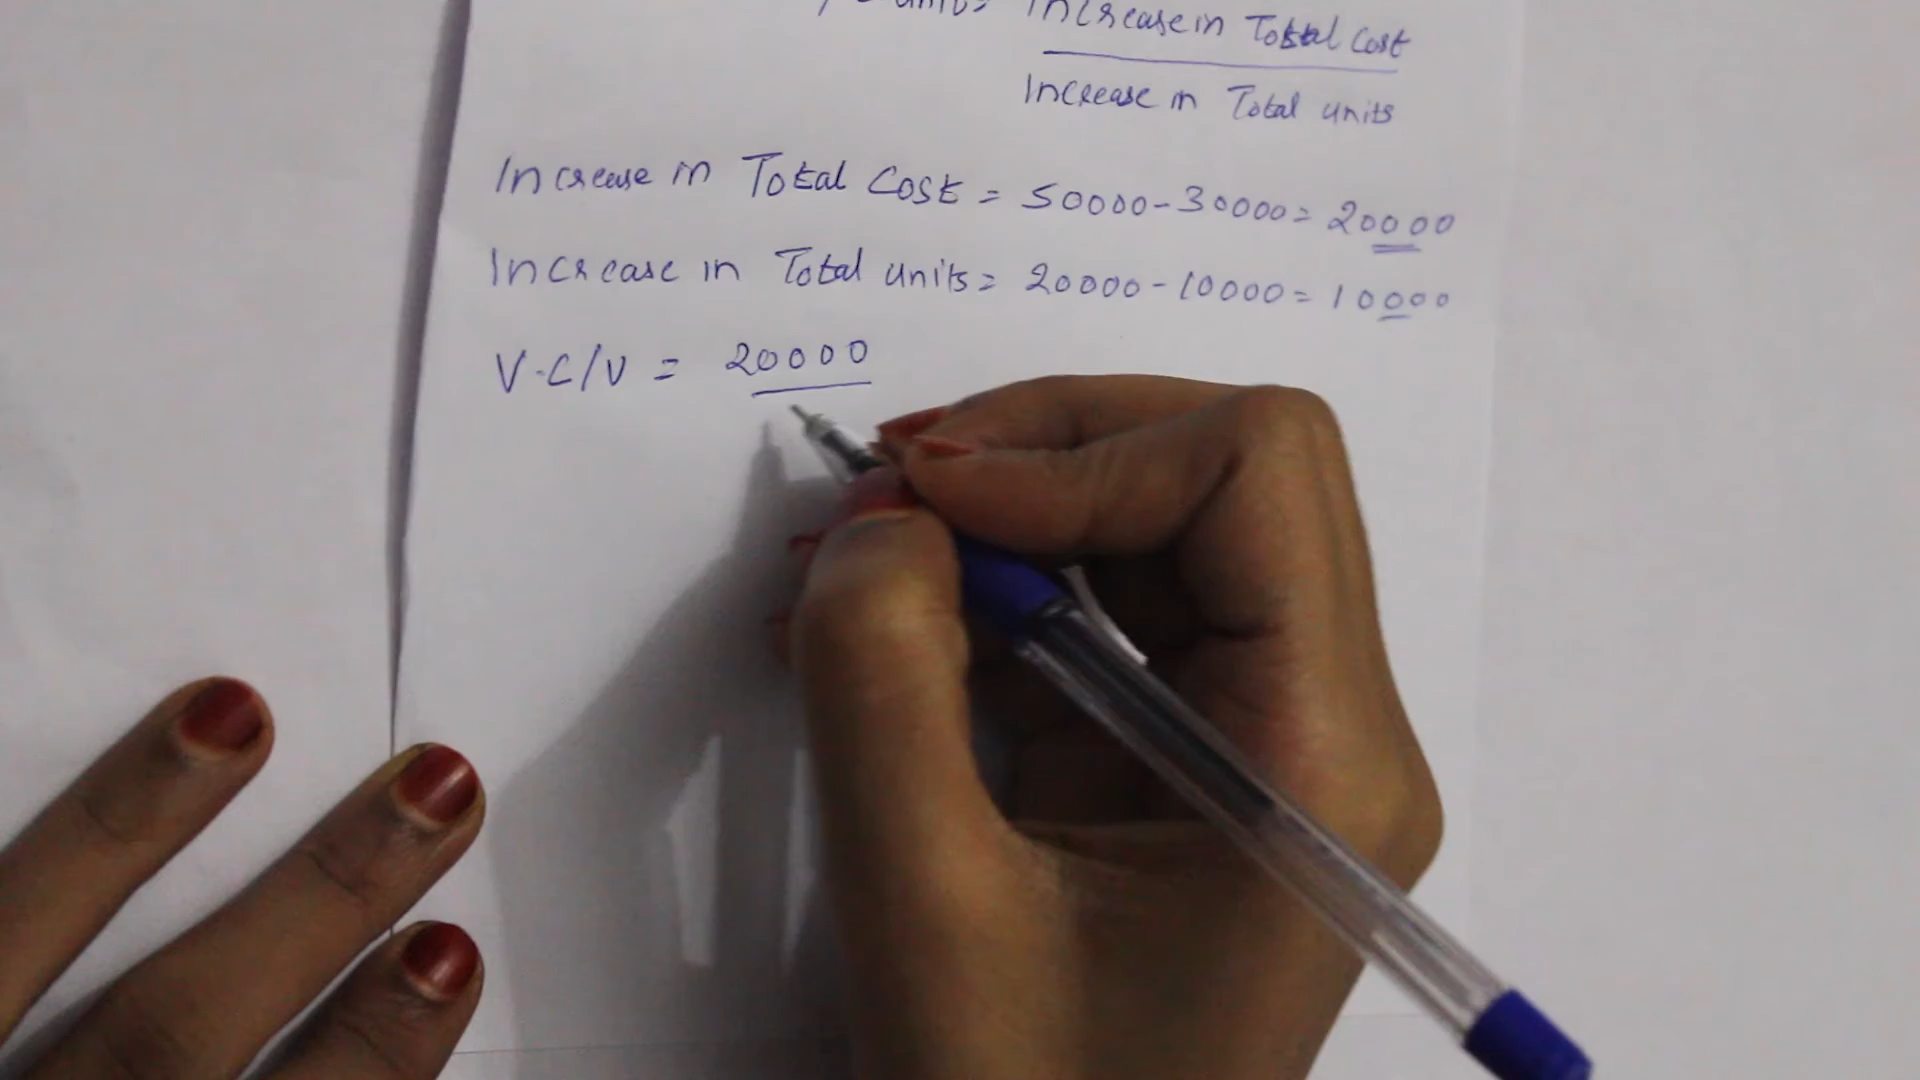 Increase in Total Cost
Increase in Total units
Increase in Total Cost = 50000-30000= 20000
Increase in Total units= 20000-10000= 10000
V.C/U = 20000